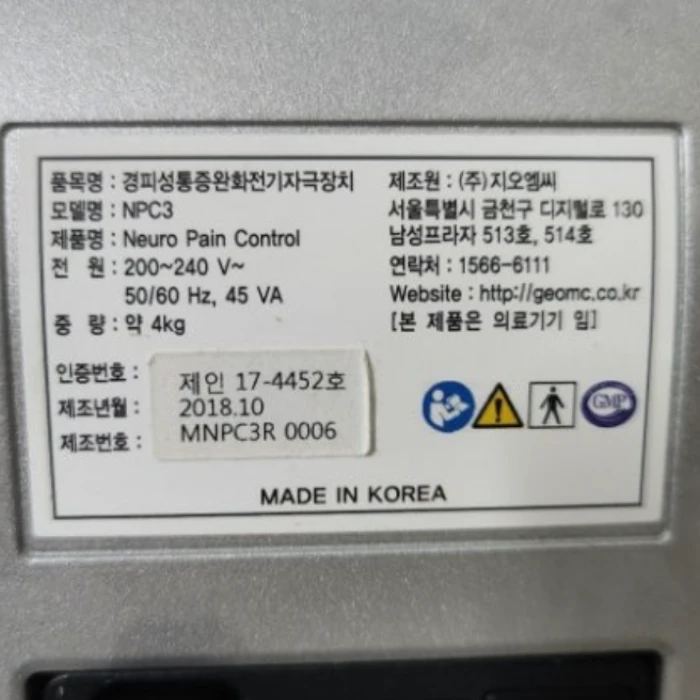 품목명 : 경피성통증완화전기자극장치
모델명 : NPC3
제품명 : Neuro Pain Control
전 원 : 200~240 V~
50/60 Hz, 45 VA
중 량 : 약 4kg
인증번호 : 제인 17-4452호
제조년월 : 2018.10
제조번호 : MNPC3R 0006
제조원 : (주)지오엠씨
서울특별시 금천구 디지털로 130
남성프라자 513호, 514호
연락처 : 1566-6111
Website : http://geomc.co.kr
[본 제품은 의료기기 임]
GMP
MADE IN KOREA